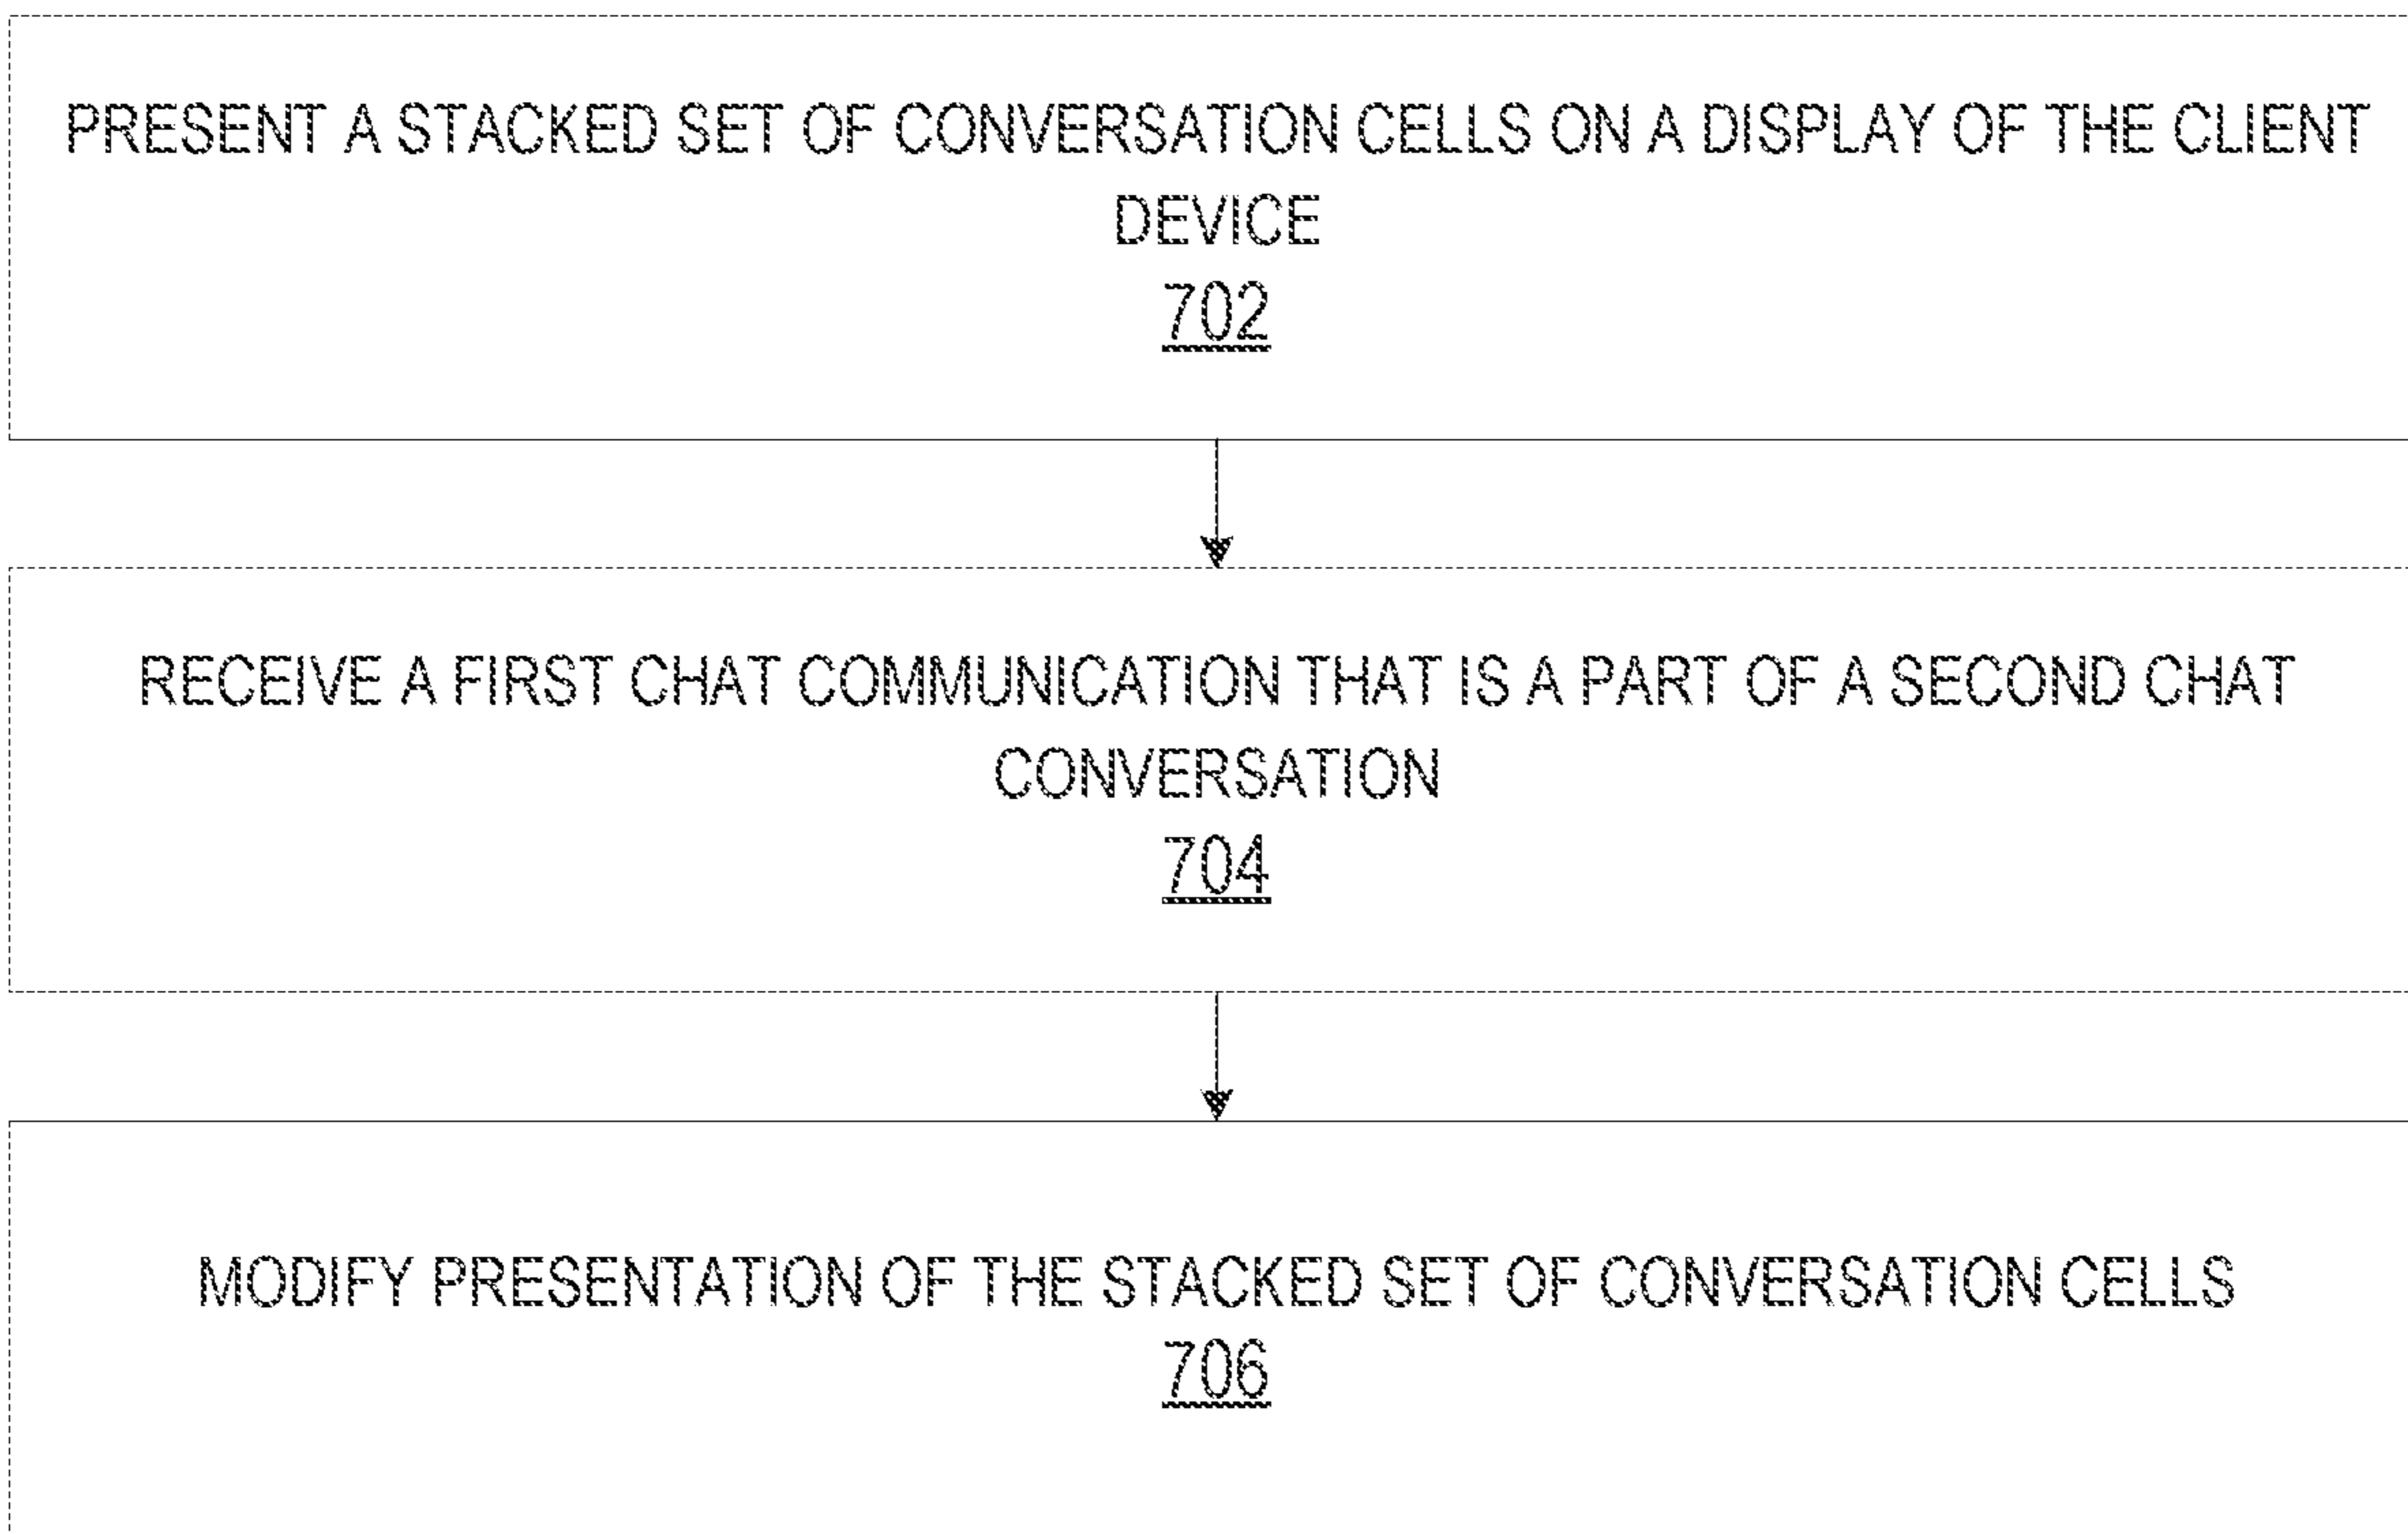 PRESENT A STACKED SET OF CONVERSATION CELLS ON A DISPLAY OF THE CLIENT
DEVICE
702
RECEIVE A FIRST CHAT COMMUNICATION THAT IS A PART OF A SECOND CHAT
CONVERSATION
704
MODIFY PRESENTATION OF THE STACKED SET OF CONVERSATION CELLS
706